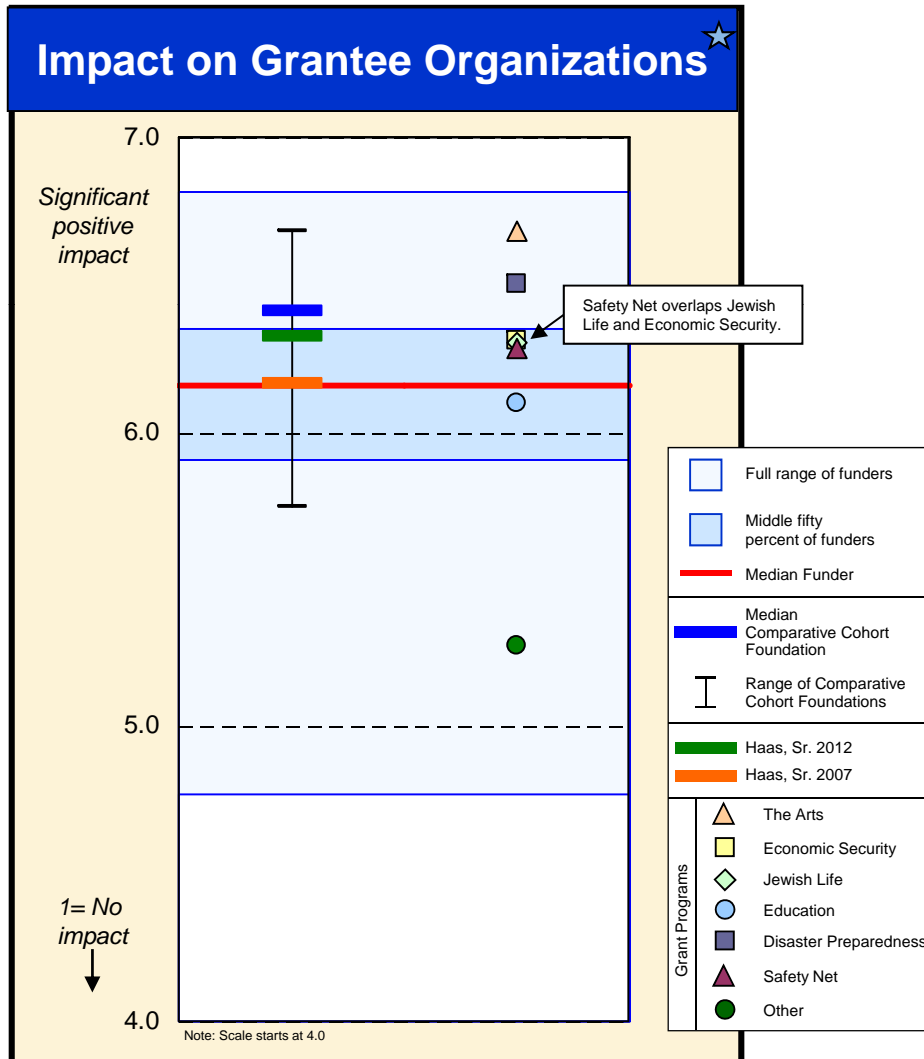 Impact on Grantee Organizations
7.0
Significant
positive
impact
Safety Net overlaps Jewish
Life and Economic Security.
6.0
5.0
1= No
impact
4.0
Note: Scale starts at 4.0
Full range of funders
Middle fifty
percent of funders
Median Funder
Median
Comparative Cohort
Foundation
Range of Comparative
Cohort Foundations
Haas, Sr. 2012
Haas, Sr. 2007
Grant Programs
The Arts
Economic Security
Jewish Life
Education
Disaster Preparedness
Safety Net
Other